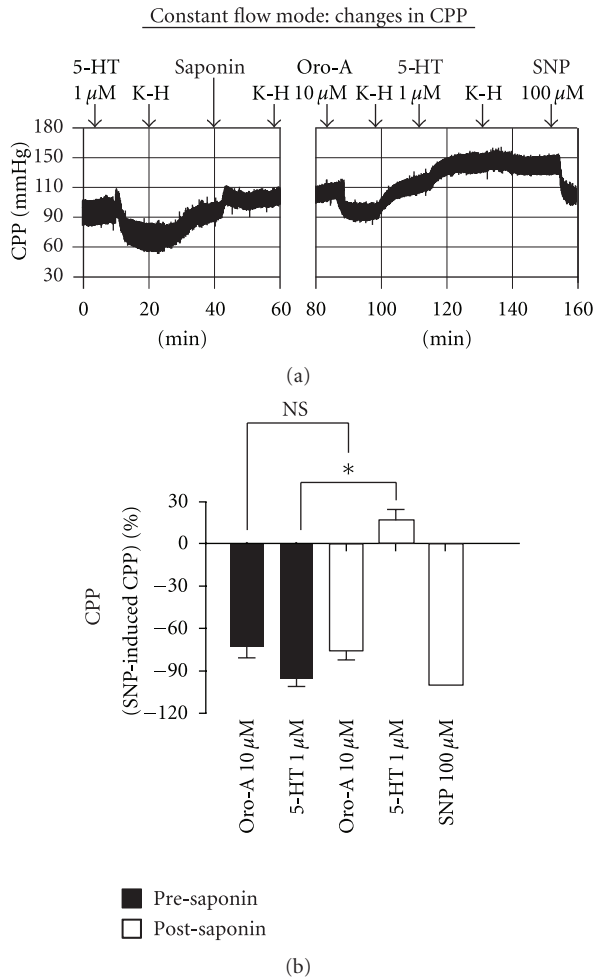 Constant flow mode: changes in CPP
5-HT
1 μM
K-H
Saponin
K-H
Oro-A
10 μM
K-H
5-HT
1 μM
K-H
SNP
100 μM
CPP (mmHg)
180
150
110
90
60
30
0
20
40
60
80
100
120
140
160
(min)
(min)
(a)
NS
*
CPP
(SNP-induced CPP) (%)
30
0
−30
−60
−90
−120
Oro-A 10 μM
5-HT 1 μM
Oro-A 10 μM
5-HT 1 μM
SNP 100 μM
Pre-saponin
Post-saponin
(b)